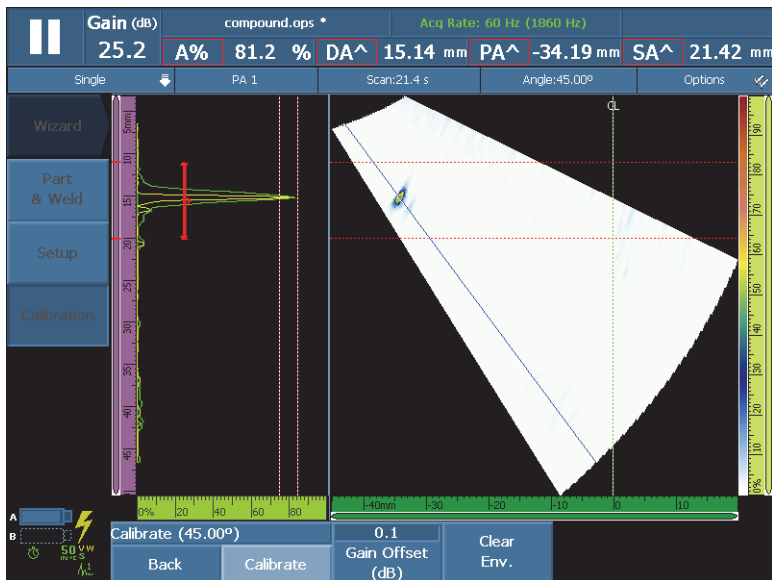 Gain (dB) compound.ops * Acq Rate: 60 Hz (1860 Hz)
25.2 A% 81.2 % DA^ 15.14 mm PA^ -34.19 mm SA^ 21.42 mm
Single PA 1 Scan:21.4 s Angle:45.00º Options
Wizard
Part
& Weld
Setup
Calibration
5mm
10
15
20
25
30
35
40
45
CL
90
80
70
60
50
40
30
20
10
0%
0% 20 40 60 80
-40mm -30 -20 -10 0 10
A
B
Calibrate (45.00º)
Back
Calibrate
0.1
Gain Offset
(dB)
Clear
Env.